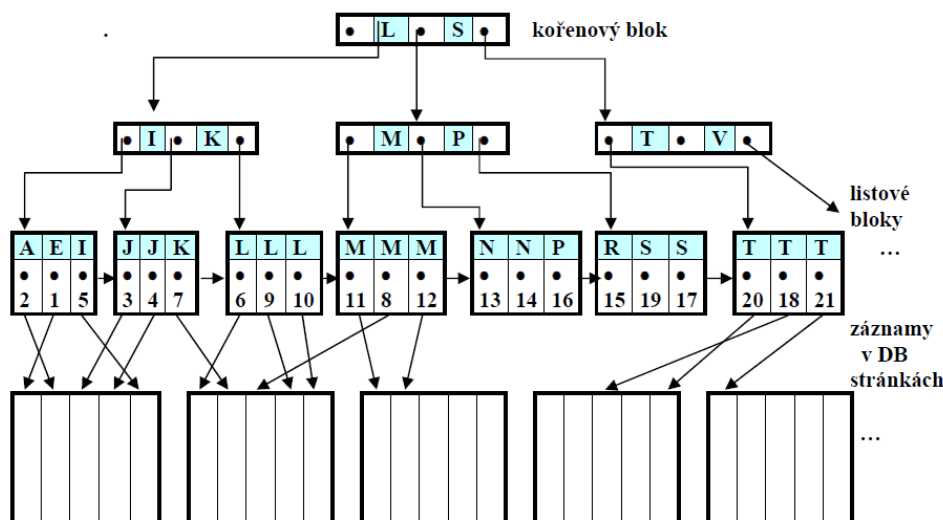 . L S kořenový blok
I K M P T V
listové
bloky
A E I J J K L L L M M M N N P R S S T T T
...
2 1 5 3 4 7 6 9 10 11 8 12 13 14 16 15 19 17 20 18 21
záznamy
v DB
stránkách
...